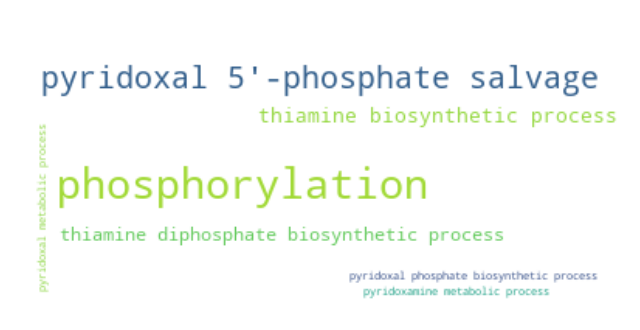 pyridoxal 5'-phosphate salvage
thiamine biosynthetic process
pyridoxal metabolic process
phosphorylation
thiamine diphosphate biosynthetic process
pyridoxal phosphate biosynthetic process
pyridoxamine metabolic process